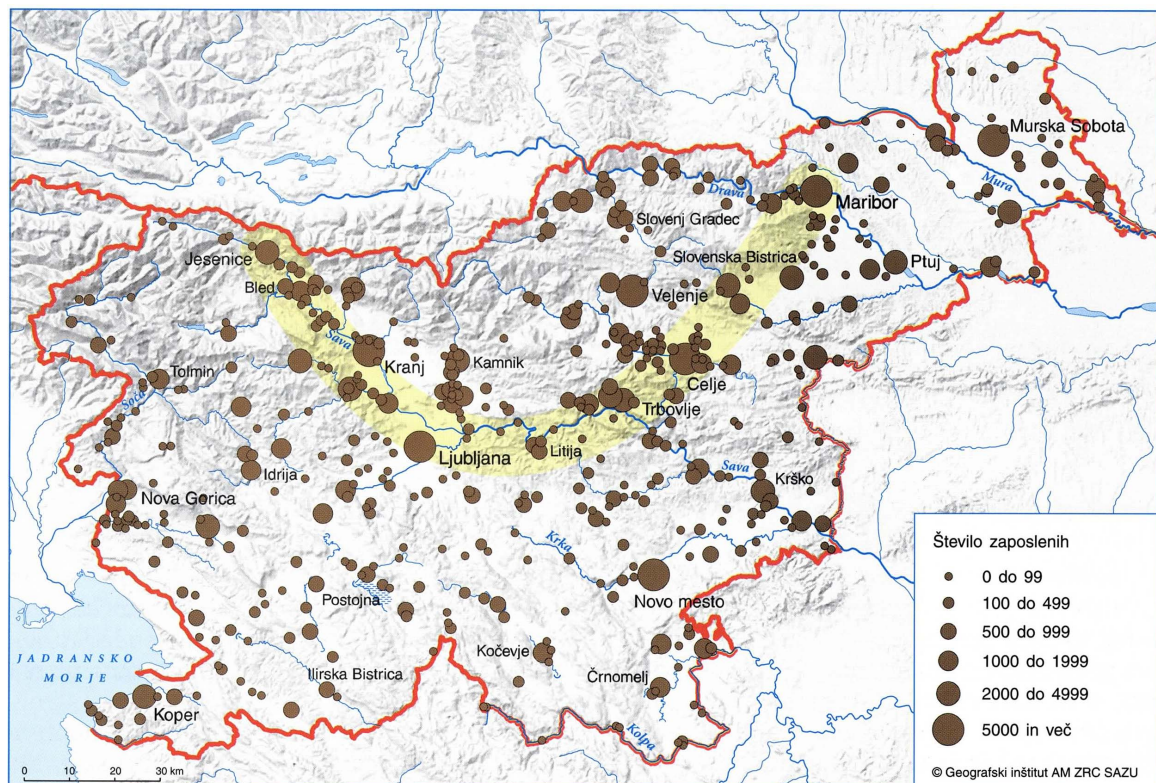 Murska Sobota
Mura
Drava
Maribor
Slovenj Gradec
Jesenice
Slovenska Bistrica
Ptuj
Bled
Velenje
Sava
Kranj
Kamnik
Tolmin
Celje
Soča
Trbovlje
Ljubljana
Litija
Idrija
Sava
Krško
Nova Gorica
Krka
Postojna
Novo mesto
JADRANSKO
MORJE
Kočevje
Ilirska Bistrica
Črnomelj
Koper
Kolpa
0 10 20 30 km
Število zaposlenih
0 do 99
100 do 499
500 do 999
1000 do 1999
2000 do 4999
5000 in več
© Geografski inštitut AM ZRC SAZU